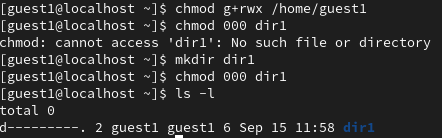 [guest1@localhost ~]$ chmod g+rwx /home/guest1
[guest1@localhost ~]$ chmod 000 dir1
chmod: cannot access 'dir1': No such file or directory
[guest1@localhost ~]$ mkdir dir1
[guest1@localhost ~]$ chmod 000 dir1
[guest1@localhost ~]$ ls -l
total 0
d---------. 2 guest1 guest1 6 Sep 15 11:58 dir1